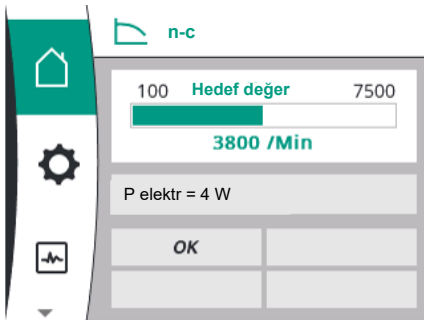 n-c
100 Hedef değer 7500
3800 /Min
P elektr = 4 W
OK